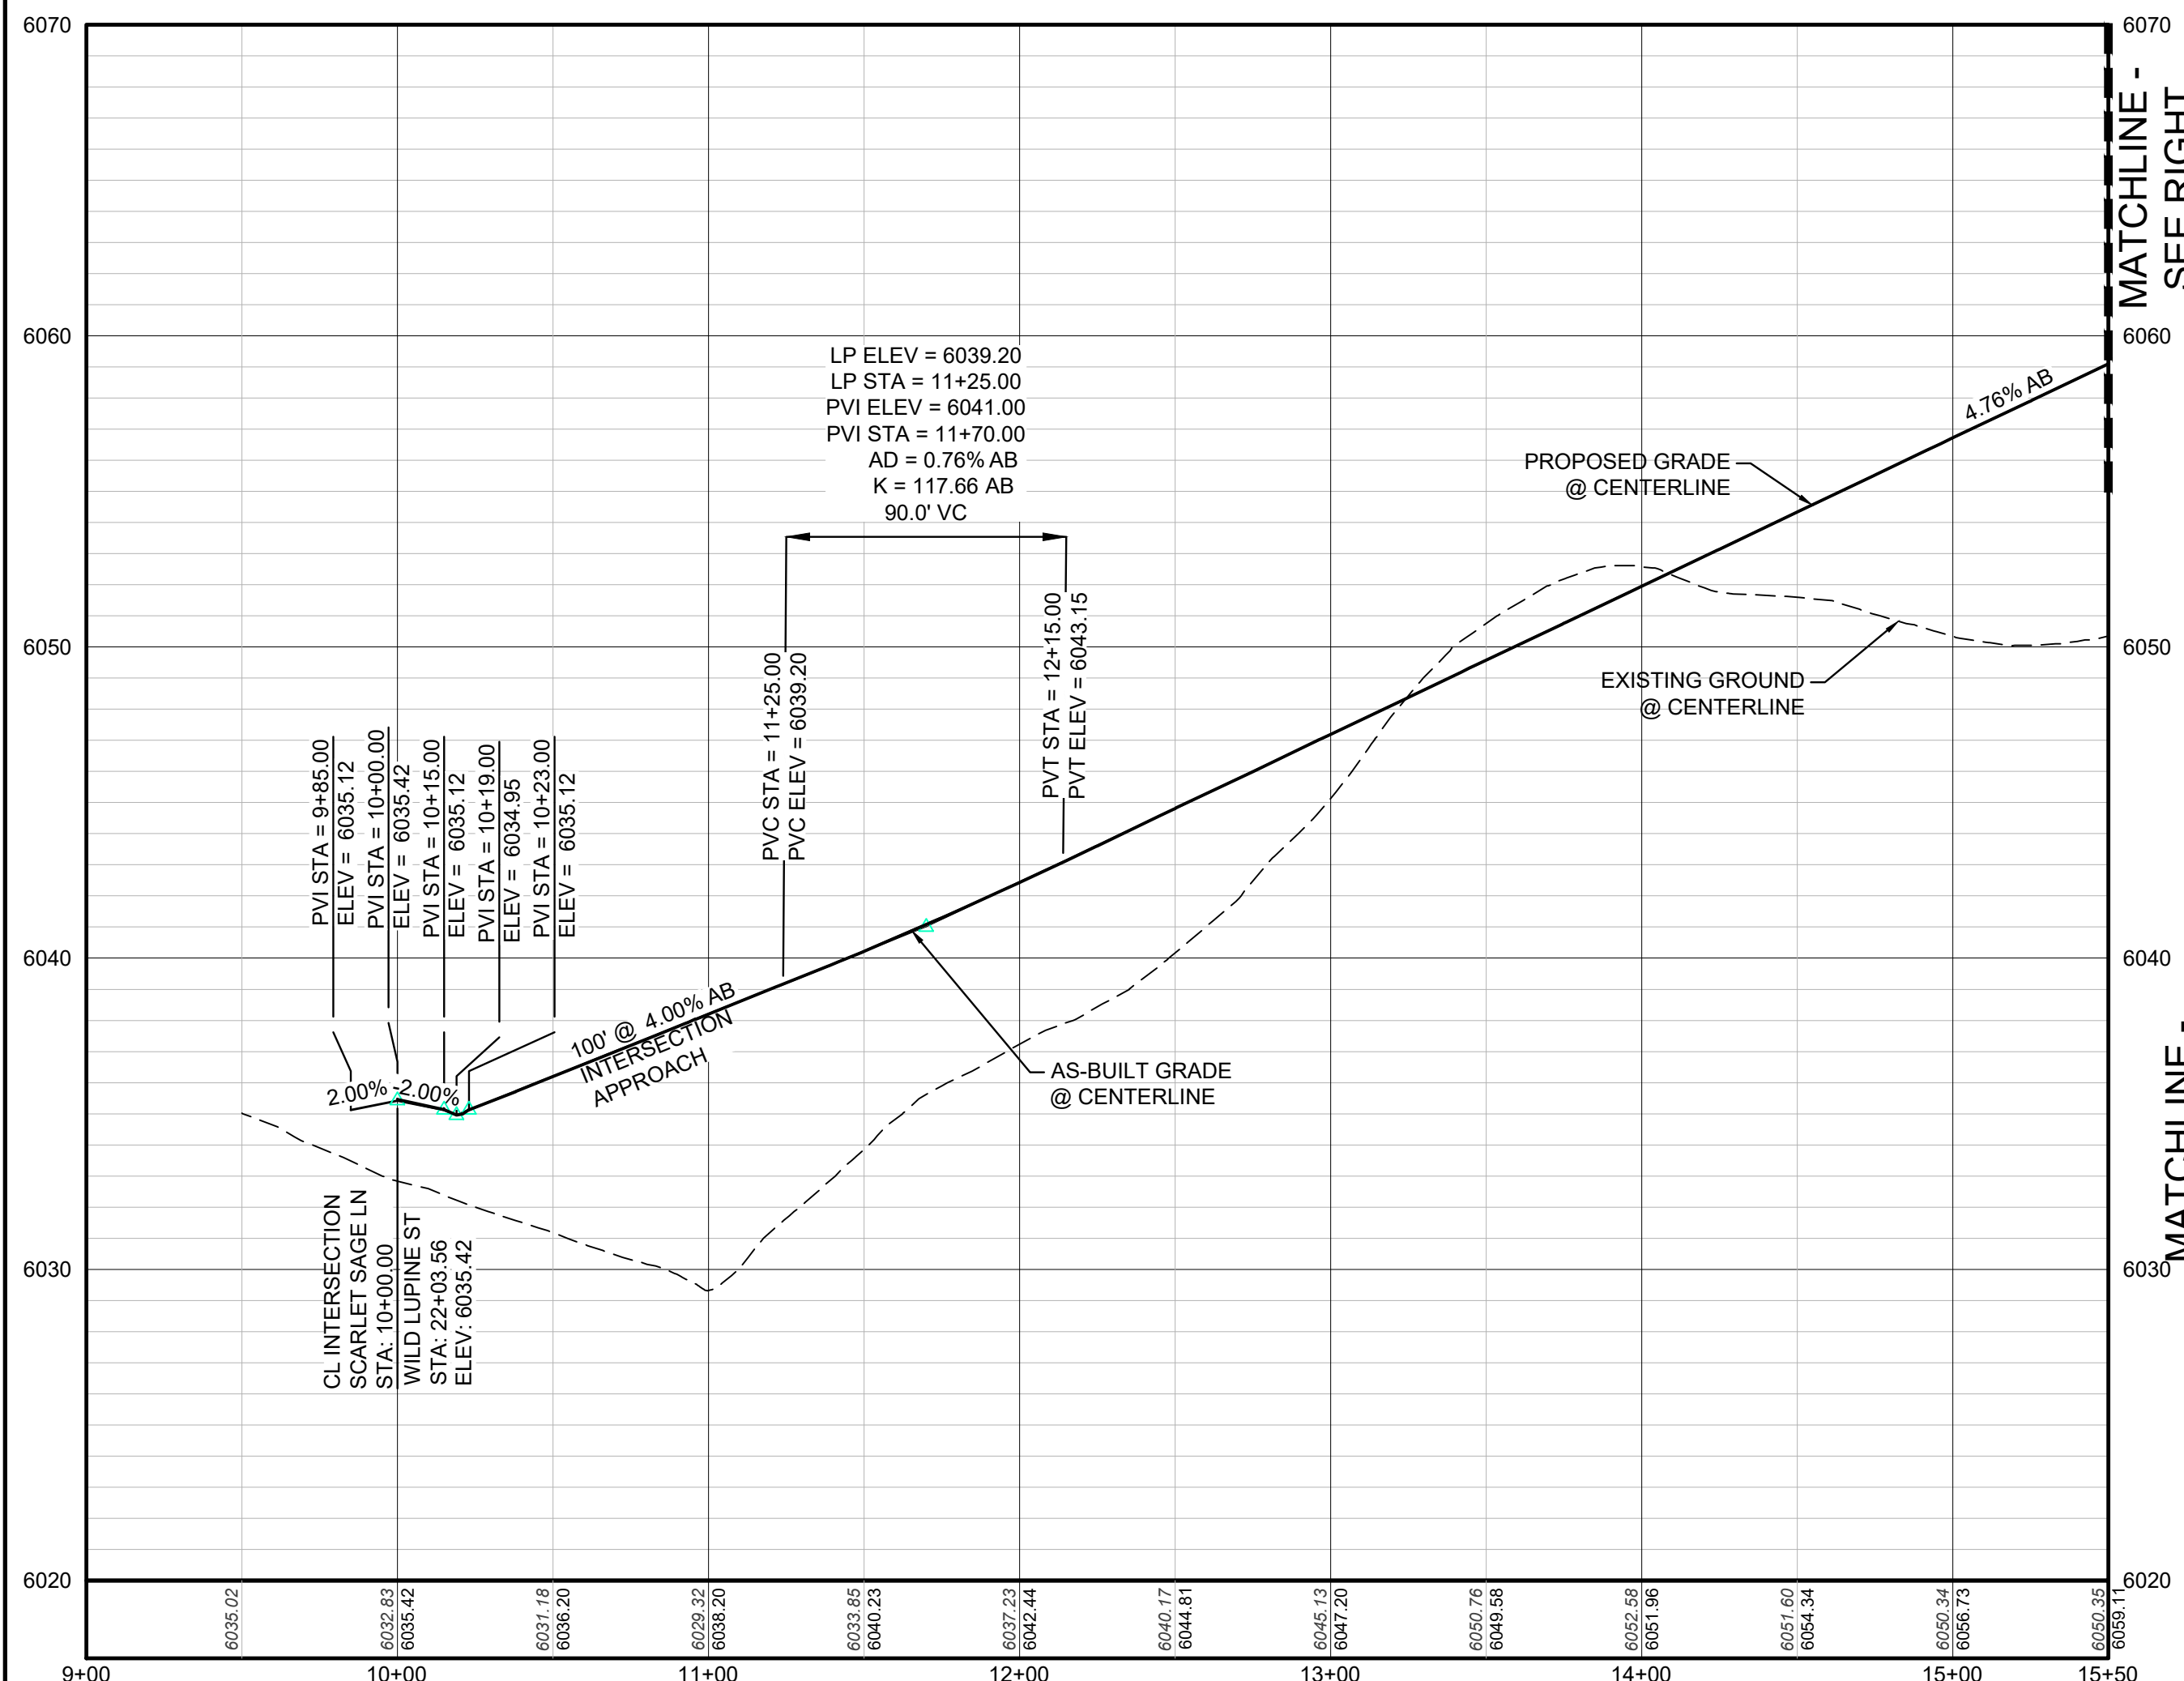 6070
6060
6050
6040
6030
6020
6070
6060
6050
6040
6030
6020
MATCHLINE -
SEE RIGHT
MATCHLINE -
LP ELEV = 6039.20
LP STA = 11+25.00
PVI ELEV = 6041.00
PVI STA = 11+70.00
AD = 0.76% AB
K = 117.66 AB
90.0' VC
PVC STA = 11+25.00
PVC ELEV = 6039.20
PVT STA = 12+15.00
PVT ELEV = 6043.15
4.76% AB
PROPOSED GRADE
@ CENTERLINE
EXISTING GROUND
@ CENTERLINE
AS-BUILT GRADE
@ CENTERLINE
PVI STA = 9+85.00
ELEV = 6035.12
PVI STA = 10+00.00
ELEV = 6035.42
PVI STA = 10+15.00
ELEV = 6035.12
PVI STA = 10+19.00
ELEV = 6034.95
PVI STA = 10+23.00
ELEV = 6035.12
2.00%
-2.00%
100' @ 4.00% AB
INTERSECTION
APPROACH
CL INTERSECTION
SCARLET SAGE LN
STA: 10+00.00
WILD LUPINE ST
STA: 22+03.56
ELEV: 6035.42
6035.02
6032.83
6035.42
6031.18
6036.20
6029.32
6038.20
6033.85
6040.23
6037.23
6042.44
6040.17
6044.81
6045.13
6047.20
6050.76
6049.58
6052.58
6051.96
6051.60
6054.34
6050.34
6056.73
6050.35
6059.11
9+00
10+00
11+00
12+00
13+00
14+00
15+00
15+50